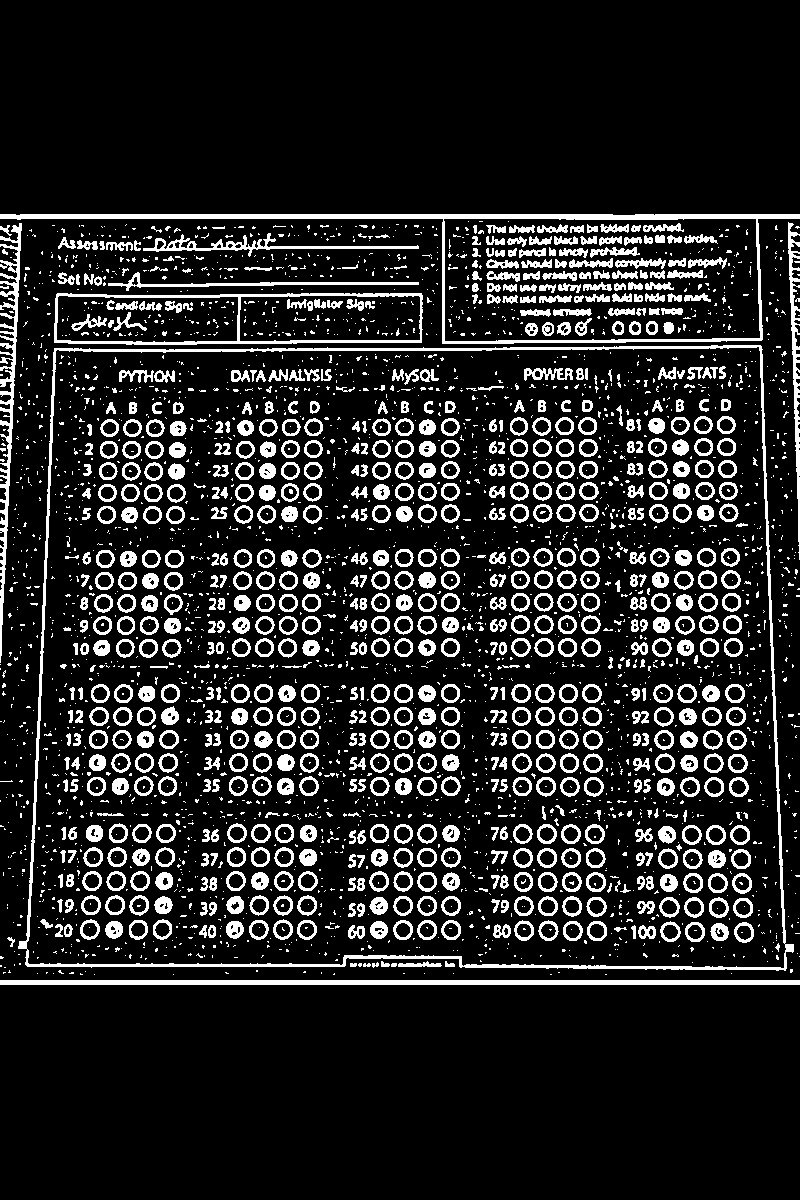 Assessment: Data analyst
Set No: A
Candidate Sign:
Invigilator Sign:
1. This sheet should not be folded or crushed.
2. Use only blue/ black ball point pen to fill the circles.
3. Use of pencil is strictly prohibited.
4. Circles should be darkened completely and properly
5. Cutting and erasing on this sheet is not allowed.
6. Do not use any stray marks on the sheet.
7. Do not use marker or white fluid to hide the mark.
WRONG METHODS CORRECT METHOD
PYTHON DATA ANALYSIS MySQL POWER BI Adv STATS
A B C D A B C D A B C D A B C D A B C D
1 21 41 61 81
2 22 42 62 82
3 23 43 63 83
4 24 44 64 84
5 25 45 65 85
6 26 46 66 86
7 27 47 67 87
8 28 48 68 88
9 29 49 69 89
10 30 50 70 90
11 31 51 71 91
12 32 52 72 92
13 33 53 73 93
14 34 54 74 94
15 35 55 75 95
16 36 56 76 96
17 37 57 77 97
18 38 58 78 98
19 39 59 79 99
20 40 60 80 100